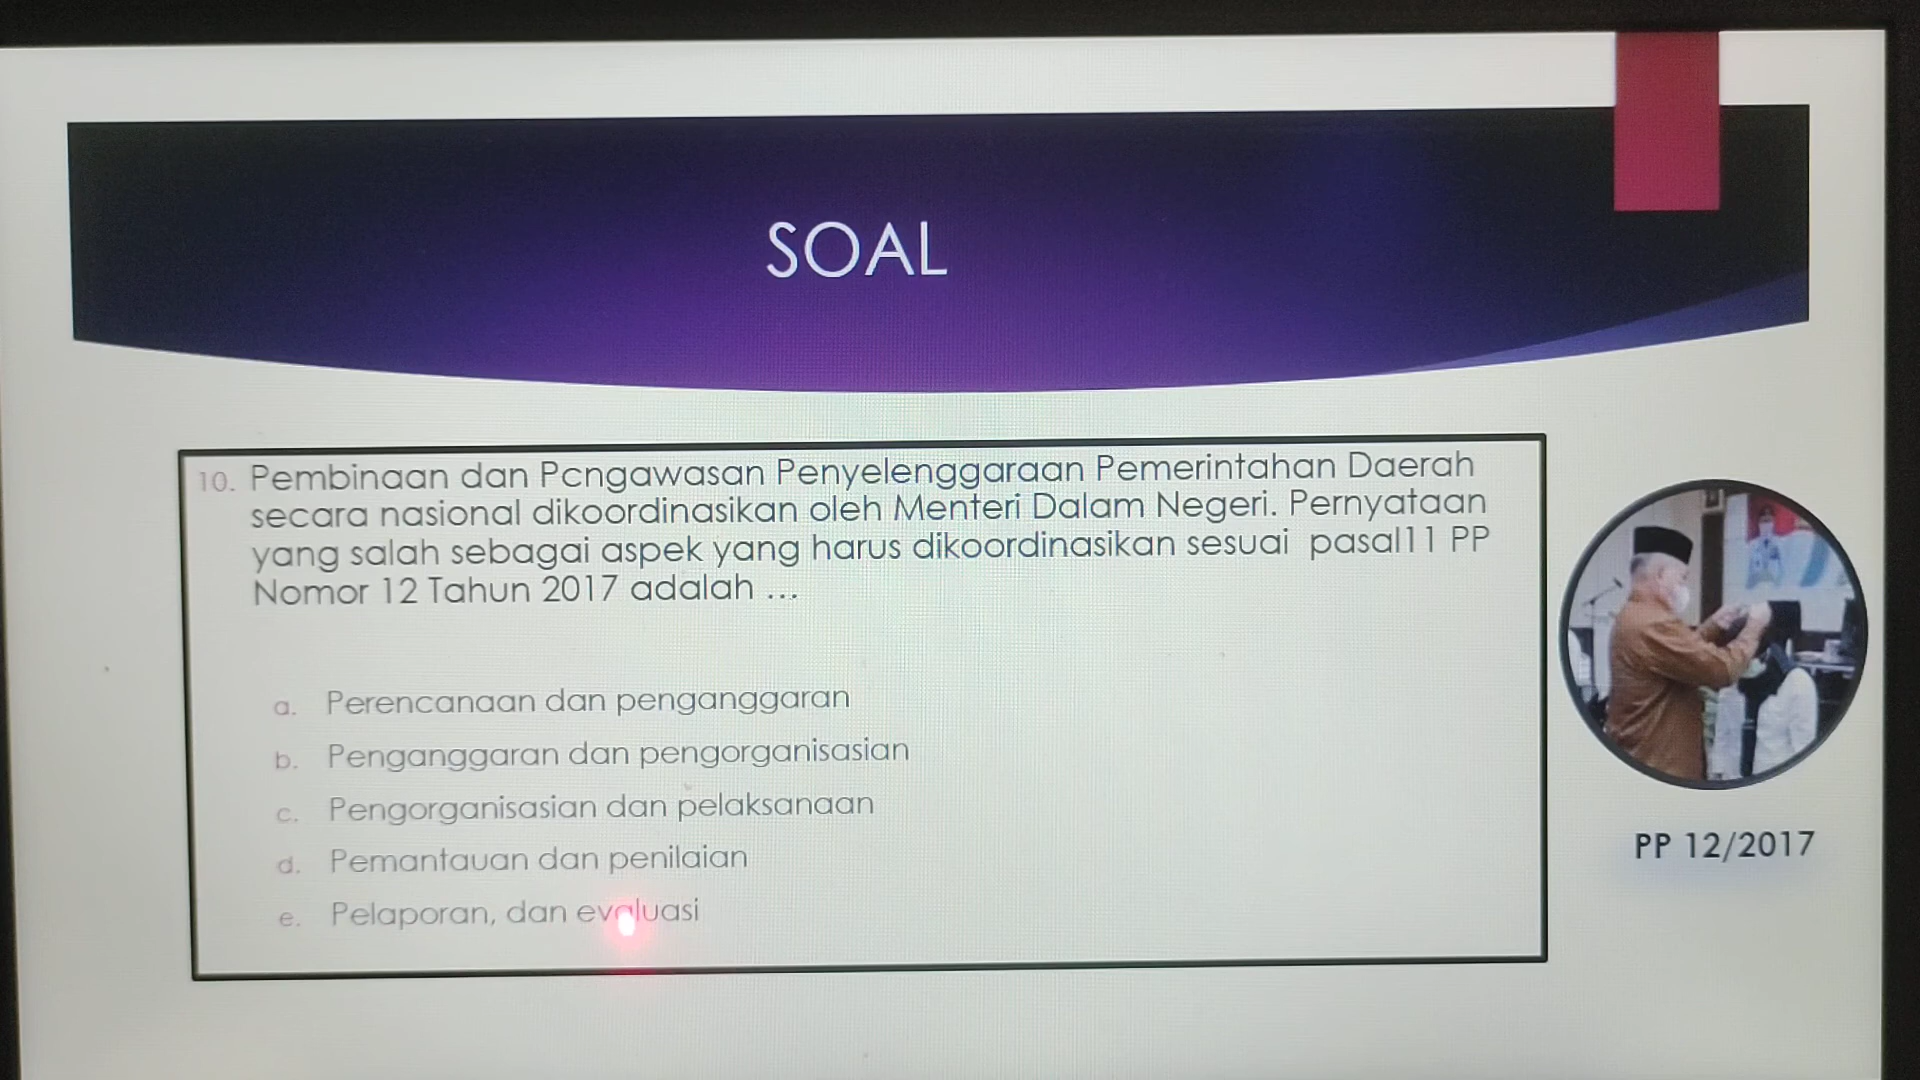 SOAL
10. Pembinaan dan Pcngawasan Penyelenggaraan Pemerintahan Daerah
secara nasional dikoordinasikan oleh Menteri Dalam Negeri. Pernyataan
yang salah sebagai aspek yang harus dikoordinasikan sesuai pasal11 PP
Nomor 12 Tahun 2017 adalah ...
a. Perencanaan dan penganggaran
b. Penganggaran dan pengorganisasian
c. Pengorganisasian dan pelaksanaan
d. Pemantauan dan penilaian
e. Pelaporan, dan evaluasi
PP 12/2017